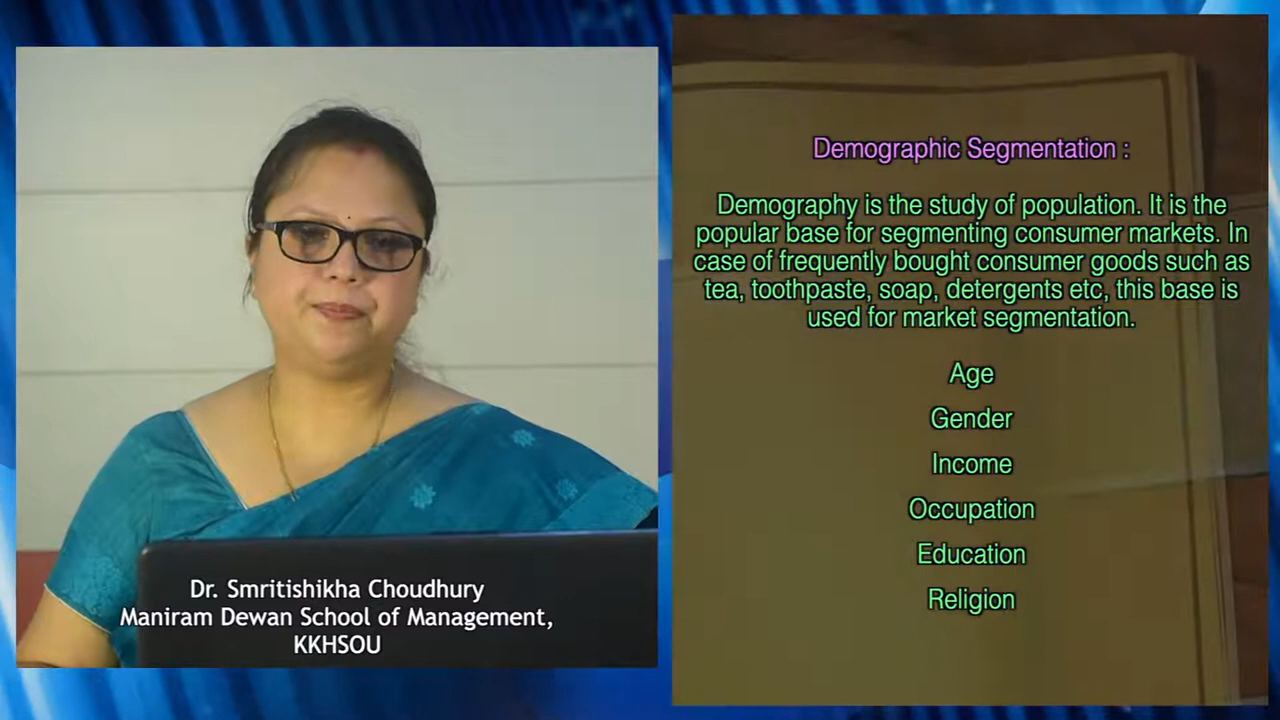 Dr. Smritishikha Choudhury
Maniram Dewan School of Management,
KKHSOU
Demographic Segmentation :
Demography is the study of population. It is the
popular base for segmenting consumer markets. In
case of frequently bought consumer goods such as
tea, toothpaste, soap, detergents etc, this base is
used for market segmentation.
Age
Gender
Income
Occupation
Education
Religion